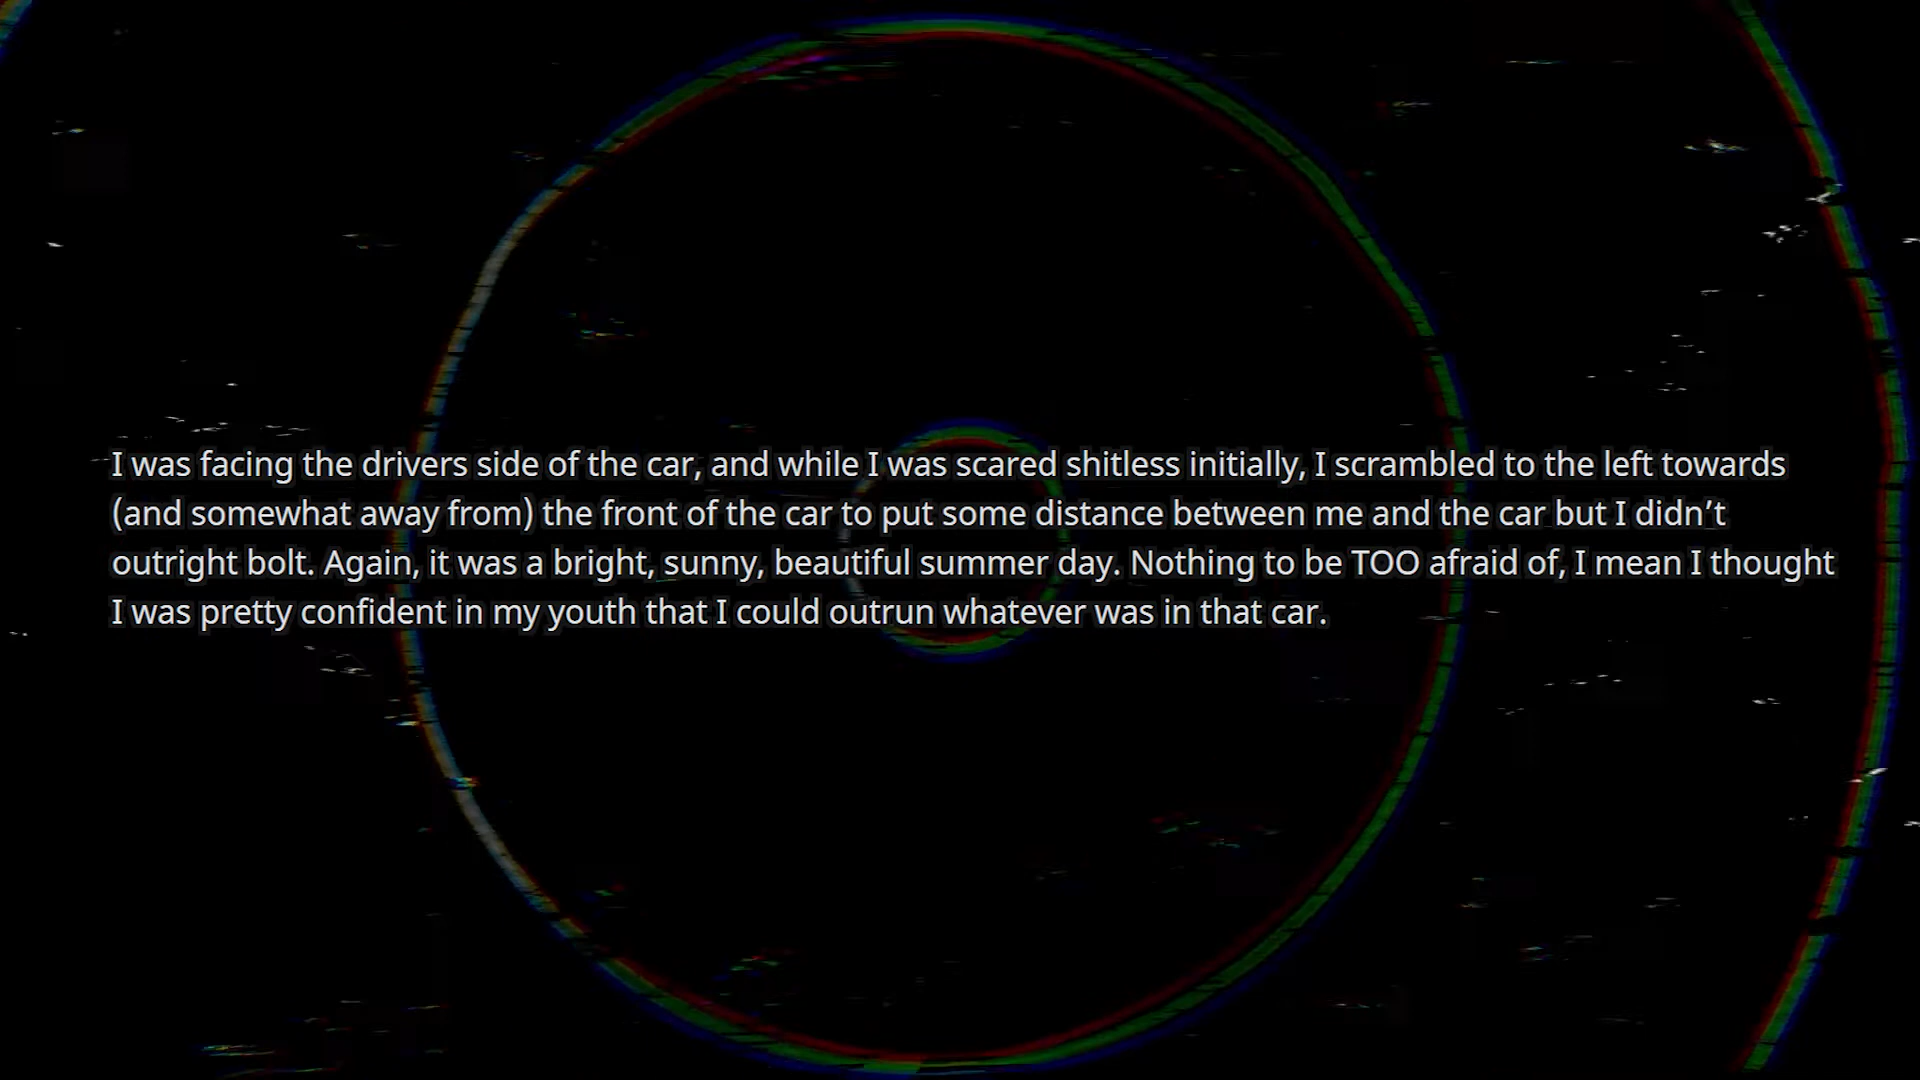 I was facing the drivers side of the car, and while I was scared shitless initially, I scrambled to the left towards
(and somewhat away from) the front of the car to put some distance between me and the car but I didn’t
outright bolt. Again, it was a bright, sunny, beautiful summer day. Nothing to be TOO afraid of, I mean I thought
I was pretty confident in my youth that I could outrun whatever was in that car.